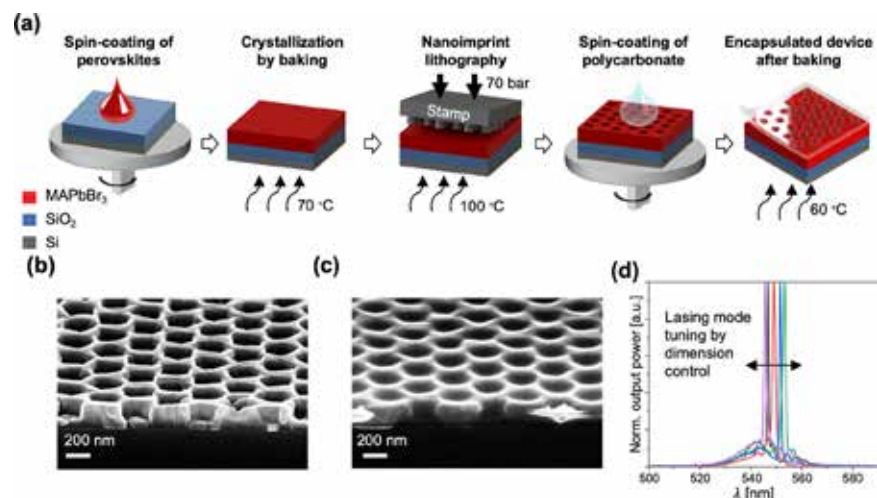 (a)
Spin-coating of
perovskites
Crystallization
by baking
Nanoimprint
lithography
Spin-coating of
polycarbonate
Encapsulated device
after baking
70 bar
Stamp
70 °C
100 °C
60 °C
MAPbBr₃
SiO₂
Si
(b)
200 nm
(c)
200 nm
(d)
Norm. output power [a.u.]
Lasing mode
tuning by
dimension
control
500 520 540 560 580
λ [nm]